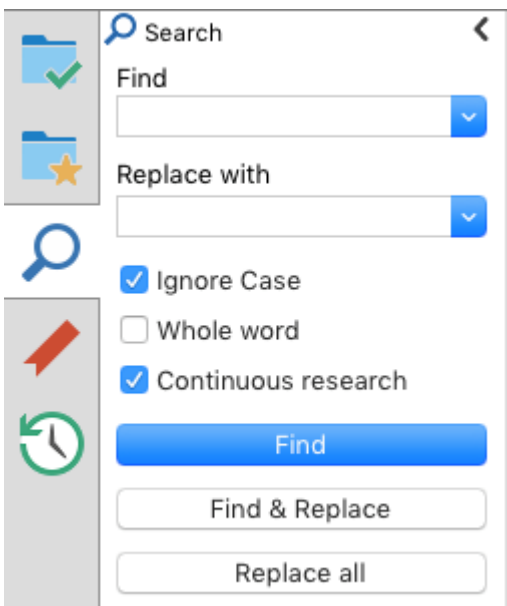 Search
Find
Replace with
Ignore Case
Whole word
Continuous research
Find
Find & Replace
Replace all